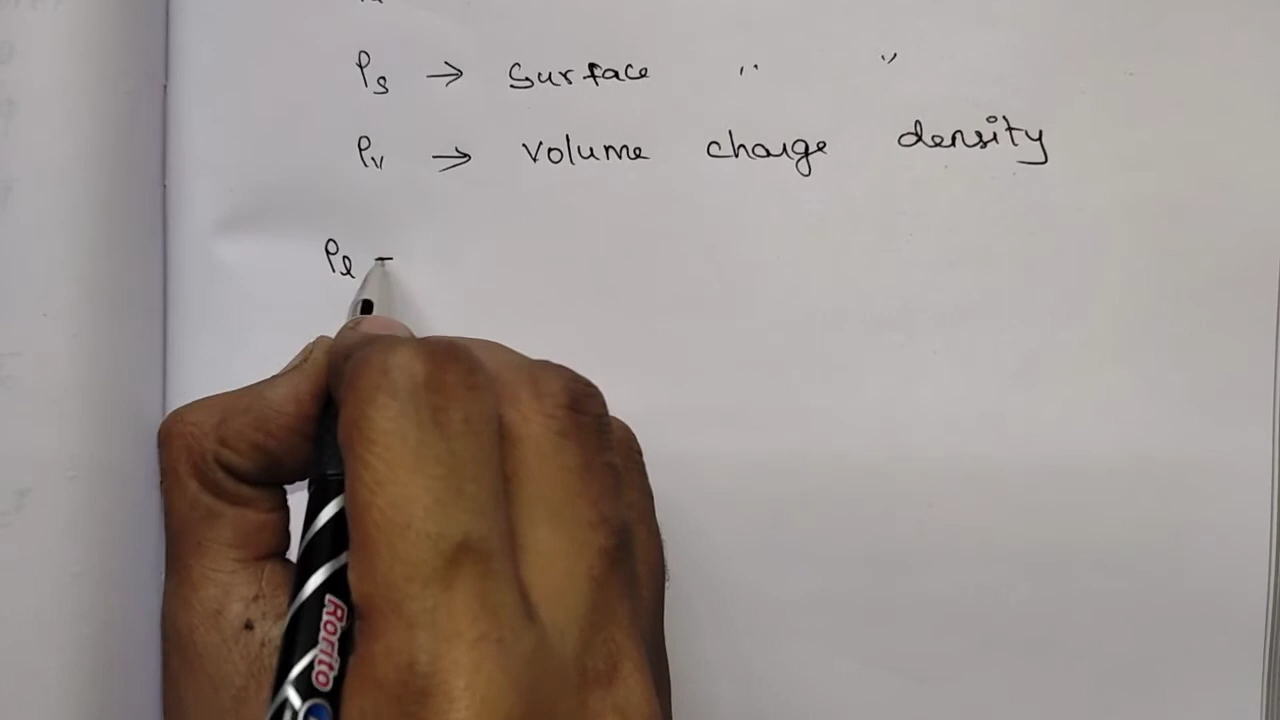 ρs → Surface " "
ρv → Volume charge density
ρl -
Rorito